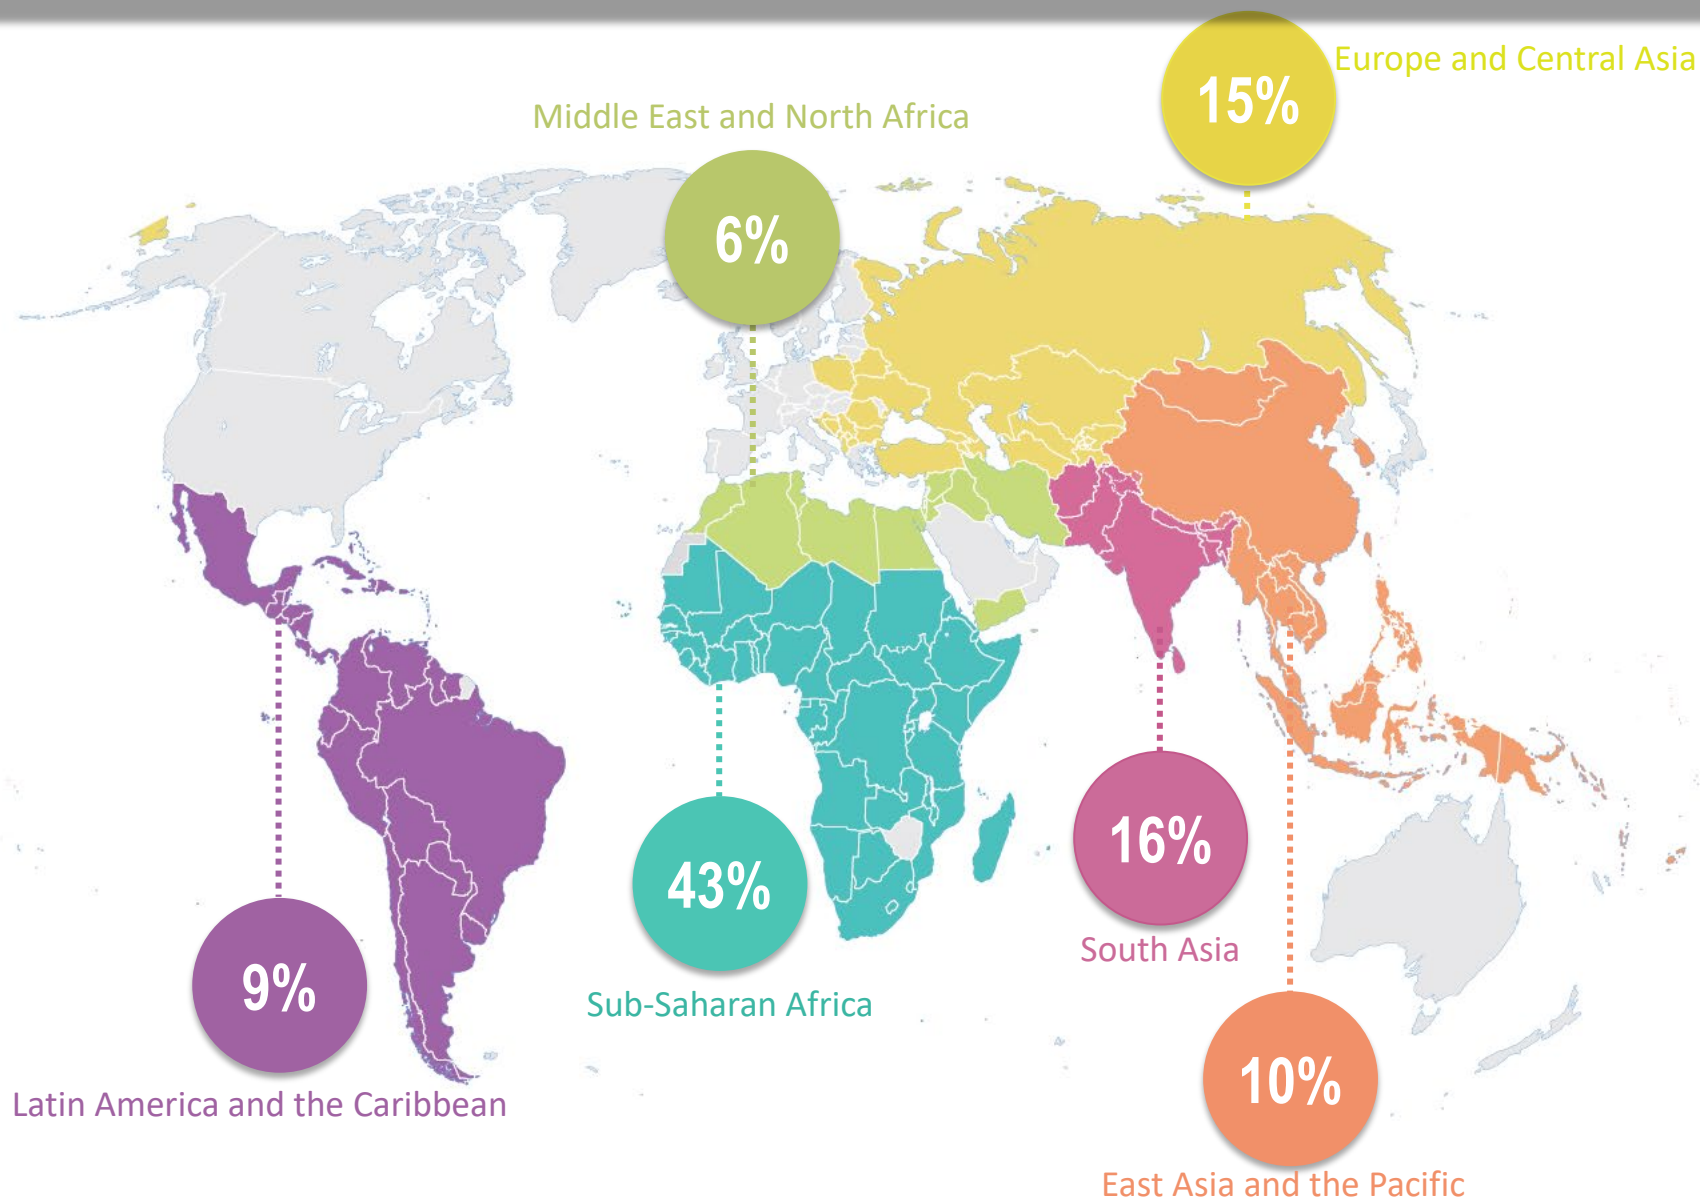 Europe and Central Asia
15%
Middle East and North Africa
6%
16%
South Asia
43%
Sub-Saharan Africa
9%
Latin America and the Caribbean
10%
East Asia and the Pacific